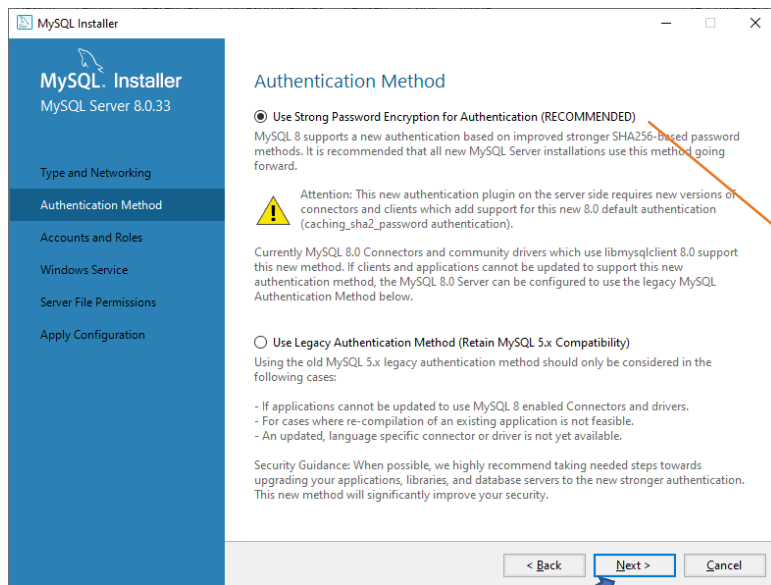 MySQL Installer
MySQL. Installer
MySQL Server 8.0.33
Type and Networking
Authentication Method
Accounts and Roles
Windows Service
Server File Permissions
Apply Configuration
Authentication Method
Use Strong Password Encryption for Authentication (RECOMMENDED)
MySQL 8 supports a new authentication based on improved stronger SHA256-based password
methods. It is recommended that all new MySQL Server installations use this method going
forward.
Attention: This new authentication plugin on the server side requires new versions of
connectors and clients which add support for this new 8.0 default authentication
(caching_sha2_password authentication).
Currently MySQL 8.0 Connectors and community drivers which use libmysqlclient 8.0 support
this new method. If clients and applications cannot be updated to support this new
authentication method, the MySQL 8.0 Server can be configured to use the legacy MySQL
Authentication Method below.
Use Legacy Authentication Method (Retain MySQL 5.x Compatibility)
Using the old MySQL 5.x legacy authentication method should only be considered in the
following cases:
- If applications cannot be updated to use MySQL 8 enabled Connectors and drivers.
- For cases where re-compilation of an existing application is not feasible.
- An updated, language specific connector or driver is not yet available.
Security Guidance: When possible, we highly recommend taking needed steps towards
upgrading your applications, libraries, and database servers to the new stronger authentication.
This new method will significantly improve your security.
< Back
Next >
Cancel